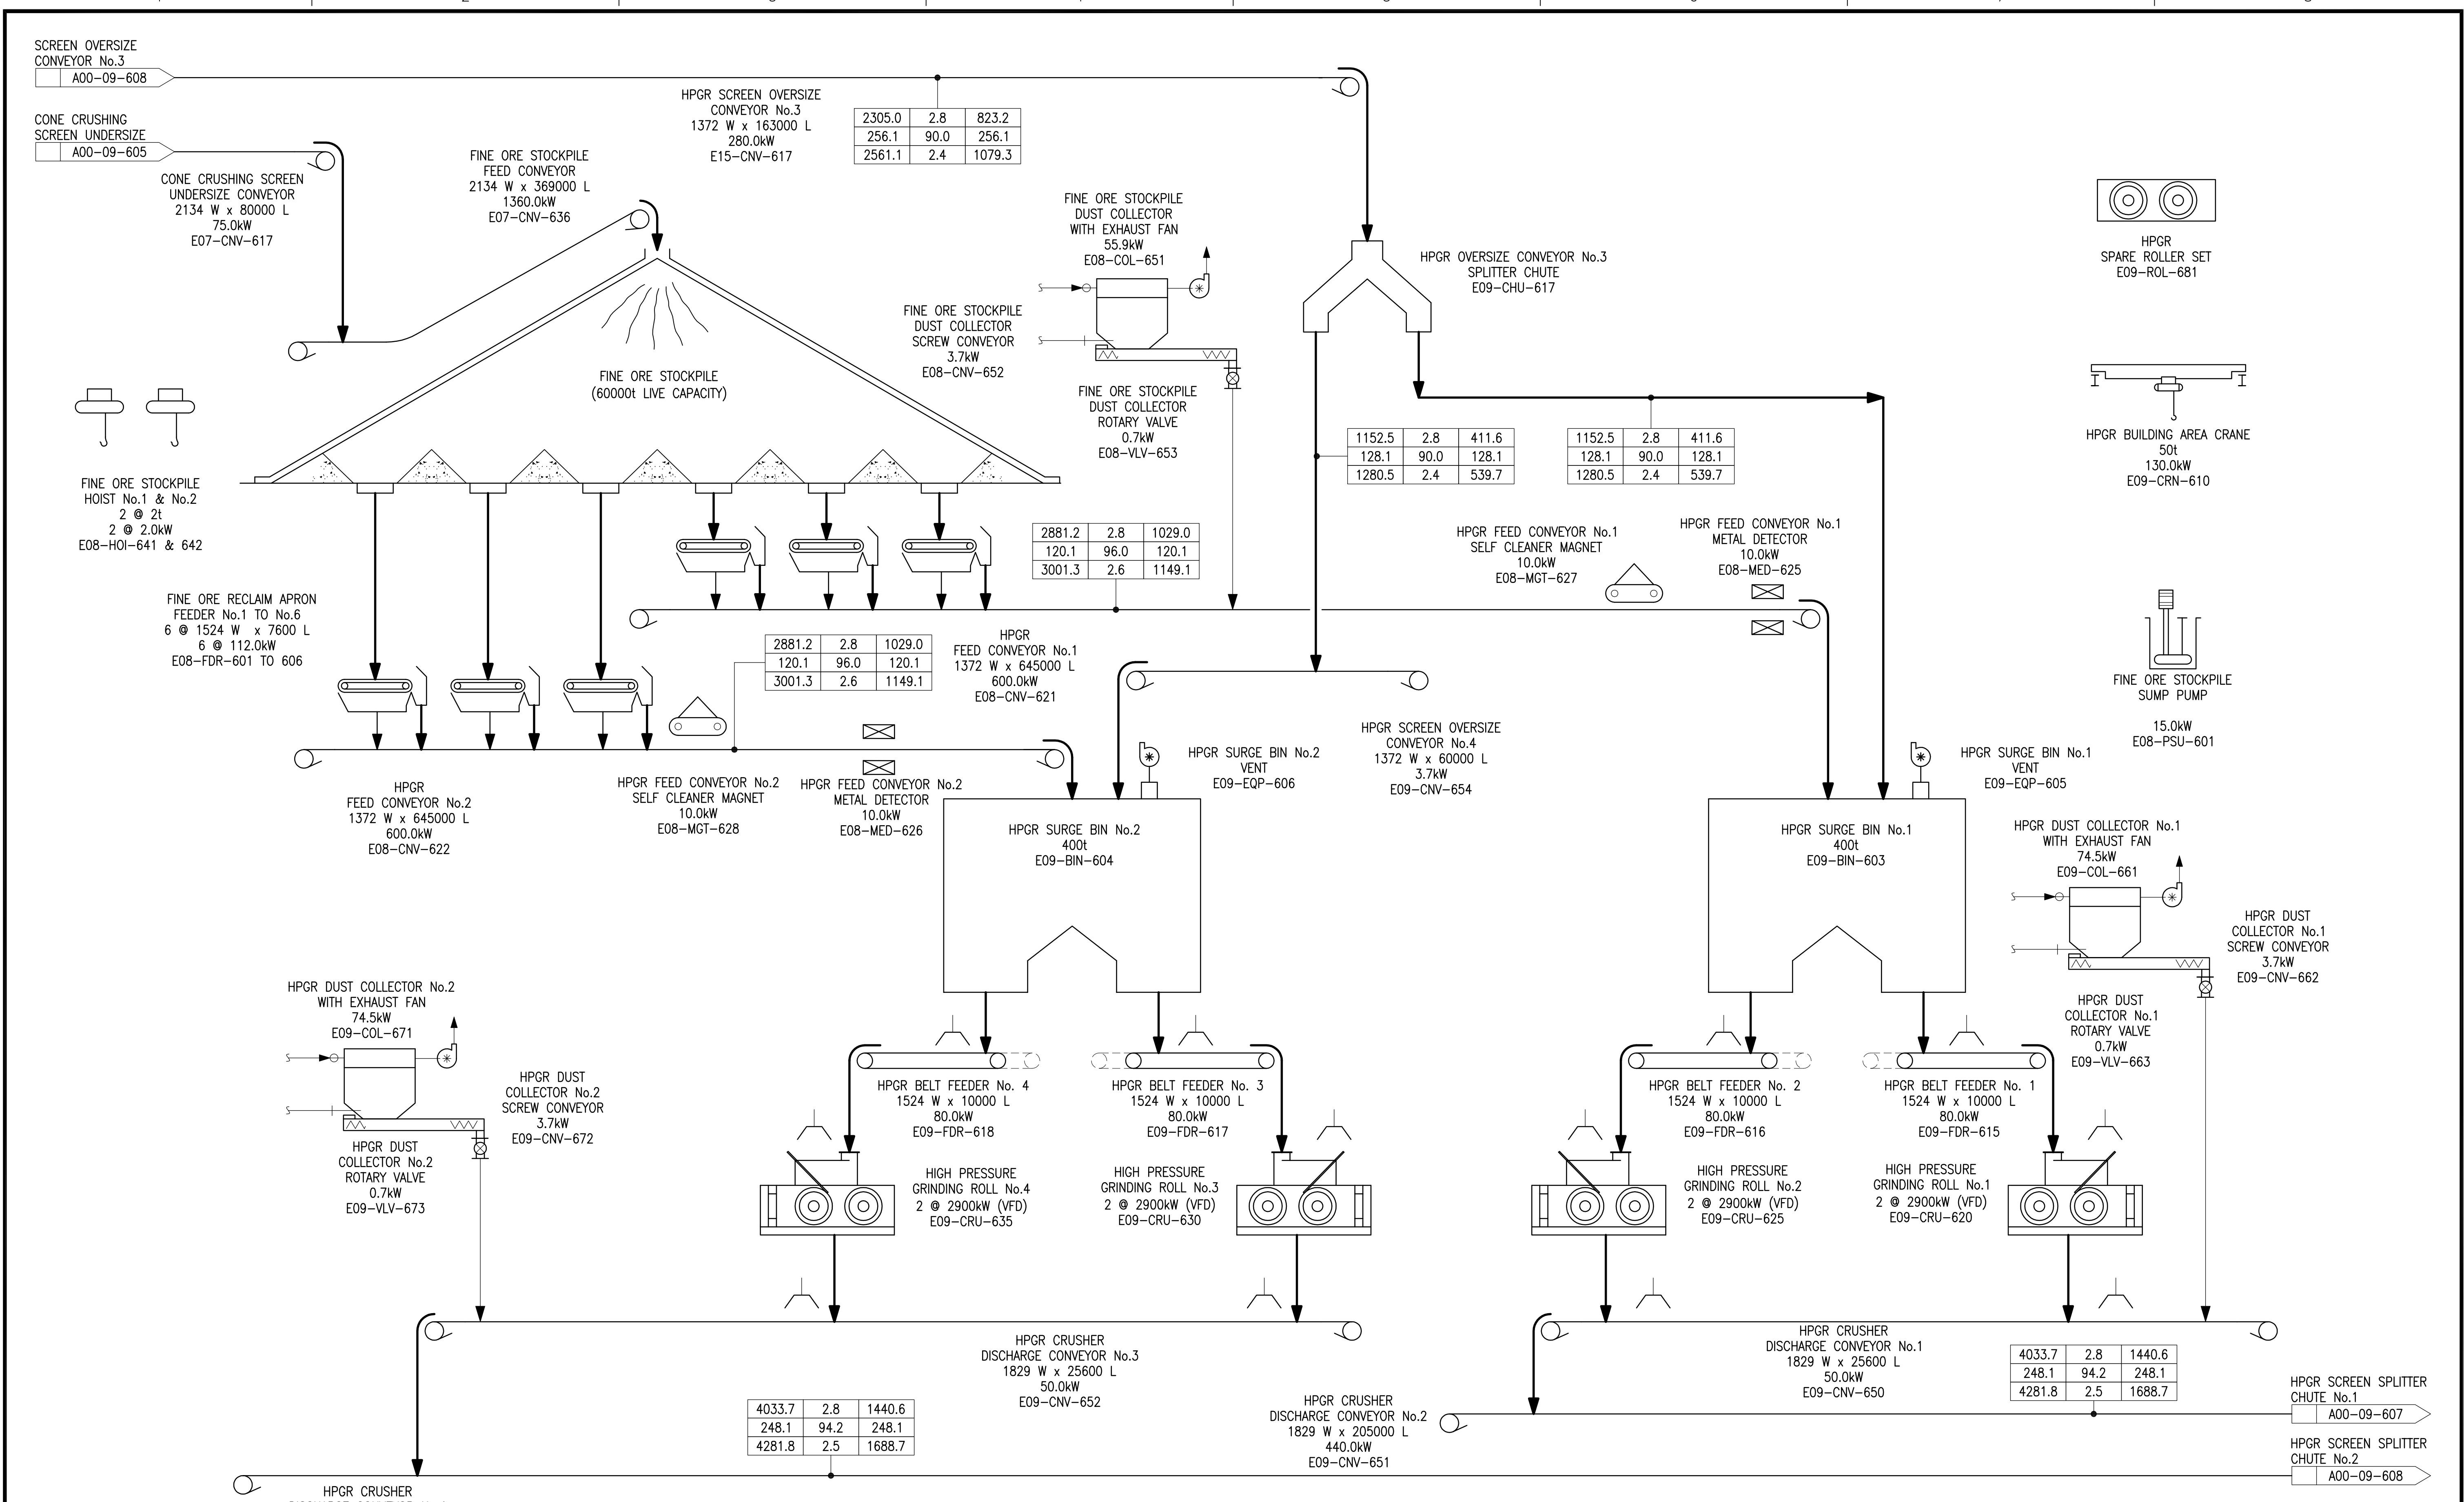 SCREEN OVERSIZE
CONVEYOR No.3
A00-09-608
CONE CRUSHING
SCREEN UNDERSIZE
A00-09-605
CONE CRUSHING SCREEN
UNDERSIZE CONVEYOR
2134 W x 80000 L
75.0kW
E07-CNV-617
FINE ORE STOCKPILE
FEED CONVEYOR
2134 W x 369000 L
1360.0kW
E07-CNV-636
HPGR SCREEN OVERSIZE
CONVEYOR No.3
1372 W x 163000 L
280.0kW
E15-CNV-617
2305.0 2.8 823.2
256.1 90.0 256.1
2561.1 2.4 1079.3
FINE ORE STOCKPILE
DUST COLLECTOR
WITH EXHAUST FAN
55.9kW
E08-COL-651
FINE ORE STOCKPILE
DUST COLLECTOR
SCREW CONVEYOR
3.7kW
E08-CNV-652
FINE ORE STOCKPILE
DUST COLLECTOR
ROTARY VALVE
0.7kW
E08-VLV-653
HPGR OVERSIZE CONVEYOR No.3
SPLITTER CHUTE
E09-CHU-617
HPGR
SPARE ROLLER SET
E09-ROL-681
FINE ORE STOCKPILE
(60000t LIVE CAPACITY)
1152.5 2.8 411.6
128.1 90.0 128.1
1280.5 2.4 539.7
1152.5 2.8 411.6
128.1 90.0 128.1
1280.5 2.4 539.7
HPGR BUILDING AREA CRANE
50t
130.0kW
E09-CRN-610
FINE ORE STOCKPILE
HOIST No.1 & No.2
2 @ 2t
2 @ 2.0kW
E08-HOI-641 & 642
2881.2 2.8 1029.0
120.1 96.0 120.1
3001.3 2.6 1149.1
HPGR FEED CONVEYOR No.1
SELF CLEANER MAGNET
10.0kW
E08-MGT-627
HPGR FEED CONVEYOR No.1
METAL DETECTOR
10.0kW
E08-MED-625
FINE ORE RECLAIM APRON
FEEDER No.1 TO No.6
6 @ 1524 W x 7600 L
6 @ 112.0kW
E08-FDR-601 TO 606
2881.2 2.8 1029.0
120.1 96.0 120.1
3001.3 2.6 1149.1
HPGR
FEED CONVEYOR No.1
1372 W x 645000 L
600.0kW
E08-CNV-621
FINE ORE STOCKPILE
SUMP PUMP
15.0kW
E08-PSU-601
HPGR
FEED CONVEYOR No.2
1372 W x 645000 L
600.0kW
E08-CNV-622
HPGR FEED CONVEYOR No.2
SELF CLEANER MAGNET
10.0kW
E08-MGT-628
HPGR FEED CONVEYOR No.2
METAL DETECTOR
10.0kW
E08-MED-626
HPGR SURGE BIN No.2
VENT
E09-EQP-606
HPGR SCREEN OVERSIZE
CONVEYOR No.4
1372 W x 60000 L
3.7kW
E09-CNV-654
HPGR SURGE BIN No.1
VENT
E09-EQP-605
HPGR SURGE BIN No.2
400t
E09-BIN-604
HPGR SURGE BIN No.1
400t
E09-BIN-603
HPGR DUST COLLECTOR No.1
WITH EXHAUST FAN
74.5kW
E09-COL-661
HPGR DUST
COLLECTOR No.1
SCREW CONVEYOR
3.7kW
E09-CNV-662
HPGR DUST
COLLECTOR No.1
ROTARY VALVE
0.7kW
E09-VLV-663
HPGR DUST COLLECTOR No.2
WITH EXHAUST FAN
74.5kW
E09-COL-671
HPGR DUST
COLLECTOR No.2
SCREW CONVEYOR
3.7kW
E09-CNV-672
HPGR DUST
COLLECTOR No.2
ROTARY VALVE
0.7kW
E09-VLV-673
HPGR BELT FEEDER No. 4
1524 W x 10000 L
80.0kW
E09-FDR-618
HPGR BELT FEEDER No. 3
1524 W x 10000 L
80.0kW
E09-FDR-617
HPGR BELT FEEDER No. 2
1524 W x 10000 L
80.0kW
E09-FDR-616
HPGR BELT FEEDER No. 1
1524 W x 10000 L
80.0kW
E09-FDR-615
HIGH PRESSURE
GRINDING ROLL No.4
2 @ 2900kW (VFD)
E09-CRU-635
HIGH PRESSURE
GRINDING ROLL No.3
2 @ 2900kW (VFD)
E09-CRU-630
HIGH PRESSURE
GRINDING ROLL No.2
2 @ 2900kW (VFD)
E09-CRU-625
HIGH PRESSURE
GRINDING ROLL No.1
2 @ 2900kW (VFD)
E09-CRU-620
HPGR CRUSHER
DISCHARGE CONVEYOR No.3
1829 W x 25600 L
50.0kW
E09-CNV-652
HPGR CRUSHER
DISCHARGE CONVEYOR No.1
1829 W x 25600 L
50.0kW
E09-CNV-650
4033.7 2.8 1440.6
248.1 94.2 248.1
4281.8 2.5 1688.7
HPGR SCREEN SPLITTER
CHUTE No.1
A00-09-607
4033.7 2.8 1440.6
248.1 94.2 248.1
4281.8 2.5 1688.7
HPGR CRUSHER
DISCHARGE CONVEYOR No.2
1829 W x 205000 L
440.0kW
E09-CNV-651
HPGR SCREEN SPLITTER
CHUTE No.2
A00-09-608
HPGR CRUSHER